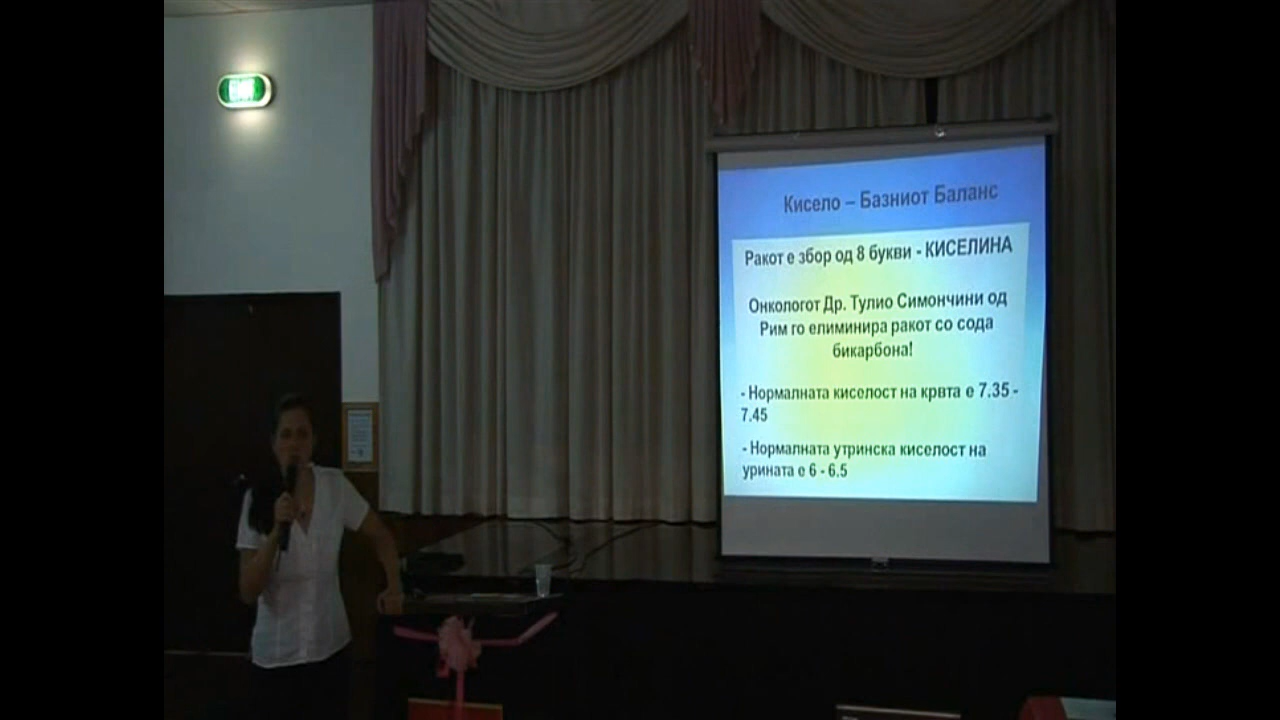 Кисело – Базниот Баланс
Ракот е збор од 8 букви - КИСЕЛИНА
Онкологот Др. Тулио Симончини од
Рим го елиминира ракот со сода
бикарбона!
- Нормалната киселост на крвта е 7.35 -
7.45
- Нормалната утринска киселост на
урината е 6 - 6.5